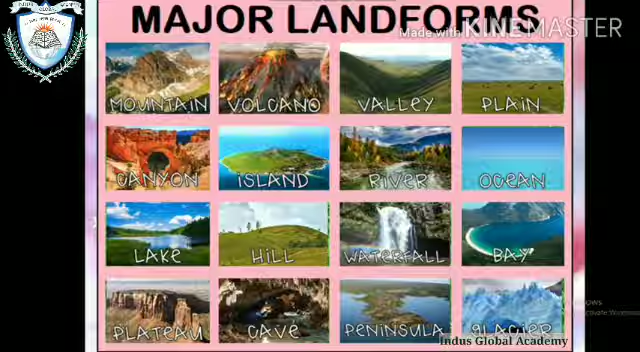 MAJOR LANDFORMS
Made with KINEMASTER
MOUNTAIN VOLCANO VALLEY PLAIN
CANYON ISLAND RIVER OCEAN
LAKE HILL WATERFALL BAY
PLATEAU CAVE PENINSULA GLACIER
Indus Global Academy